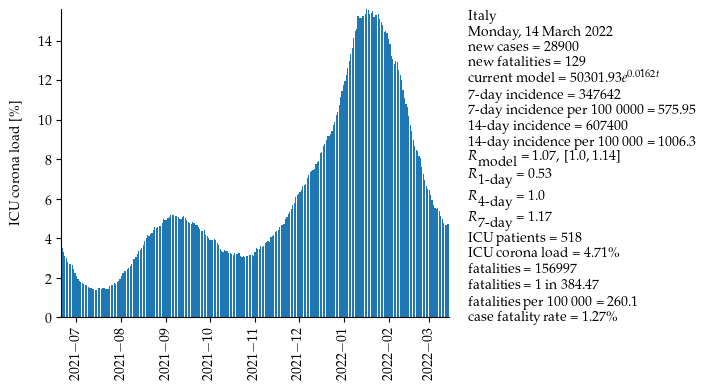 14
12
10
8
6
4
2
0
ICU corona load [%]
2021−07
2021−08
2021−09
2021−10
2021−11
2021−12
2022−01
2022−02
2022−03
Italy
Monday, 14 March 2022
new cases = 28900
new fatalities = 129
current model = 50301.93e^0.0162t
7-day incidence = 347642
7-day incidence per 100 0000 = 575.95
14-day incidence = 607400
14-day incidence per 100 000 = 1006.3
R_model = 1.07, [1.0, 1.14]
R_1-day = 0.53
R_4-day = 1.0
R_7-day = 1.17
ICU patients = 518
ICU corona load = 4.71%
fatalities = 156997
fatalities = 1 in 384.47
fatalities per 100 000 = 260.1
case fatality rate = 1.27%